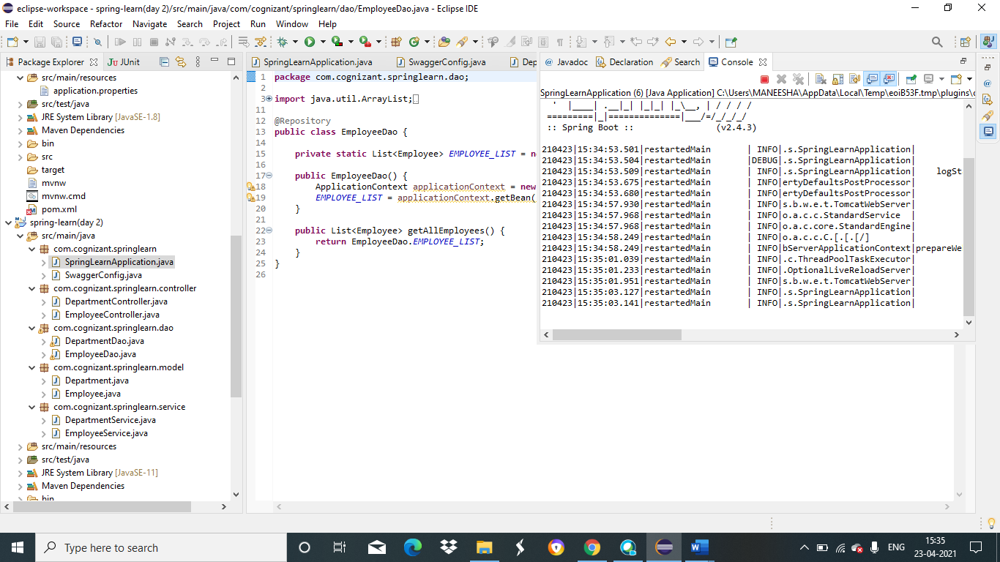 eclipse-workspace - spring-learn(day 2)/src/main/java/com/cognizant/springlearn/dao/EmployeeDao.java - Eclipse IDE
File Edit Source Refactor Navigate Search Project Run Window Help
Package Explorer JUnit
src/main/resources
application.properties
src/test/java
JRE System Library [JavaSE-1.8]
Maven Dependencies
bin
src
target
mvnw
mvnw.cmd
pom.xml
spring-learn(day 2)
src/main/java
com.cognizant.springlearn
SpringLearnApplication.java
SwaggerConfig.java
com.cognizant.springlearn.controller
DepartmentController.java
EmployeeController.java
com.cognizant.springlearn.dao
DepartmentDao.java
EmployeeDao.java
com.cognizant.springlearn.model
Department.java
Employee.java
com.cognizant.springlearn.service
DepartmentService.java
EmployeeService.java
src/main/resources
src/test/java
JRE System Library [JavaSE-11]
Maven Dependencies
bin
SpringLearnApplication.java SwaggerConfig.java Dep
1 package com.cognizant.springlearn.dao;
2
3 import java.util.ArrayList;
11
12 @Repository
13 public class EmployeeDao {
14
15 private static List<Employee> EMPLOYEE_LIST = ne
16
17 public EmployeeDao() {
18 ApplicationContext applicationContext = new
19 EMPLOYEE_LIST = applicationContext.getBean(
20 }
21
22 public List<Employee> getAllEmployees() {
23 return EmployeeDao.EMPLOYEE_LIST;
24 }
25 }
26
@ Javadoc Declaration Search Console
SpringLearnApplication (6) [Java Application] C:\Users\MANEESHA\AppData\Local\Temp\eoiB53F.tmp\plugins\
'  |____| .__|_| |_|_| |_\__, | / / / /
=========|_|==============|___/=/_/_/_/
:: Spring Boot :: (v2.4.3)
210423|15:34:53.501|restartedMain | INFO|.s.SpringLearnApplication|
210423|15:34:53.504|restartedMain |DEBUG|.s.SpringLearnApplication|
210423|15:34:53.509|restartedMain | INFO|.s.SpringLearnApplication| logSt
210423|15:34:53.675|restartedMain | INFO|ertyDefaultsPostProcessor|
210423|15:34:53.680|restartedMain | INFO|ertyDefaultsPostProcessor|
210423|15:34:57.930|restartedMain | INFO|s.b.w.e.t.TomcatWebServer|
210423|15:34:57.968|restartedMain | INFO|o.a.c.c.StandardService |
210423|15:34:57.968|restartedMain | INFO|o.a.c.core.StandardEngine|
210423|15:34:58.249|restartedMain | INFO|o.a.c.c.C.[.[.[/] |
210423|15:34:58.249|restartedMain | INFO|bServerApplicationContext|prepareWe
210423|15:35:01.039|restartedMain | INFO|.c.ThreadPoolTaskExecutor|
210423|15:35:01.233|restartedMain | INFO|.OptionalLiveReloadServer|
210423|15:35:01.951|restartedMain | INFO|s.b.w.e.t.TomcatWebServer|
210423|15:35:03.127|restartedMain | INFO|.s.SpringLearnApplication|
210423|15:35:03.141|restartedMain | INFO|.s.SpringLearnApplication|
Type here to search
ENG
15:35
23-04-2021